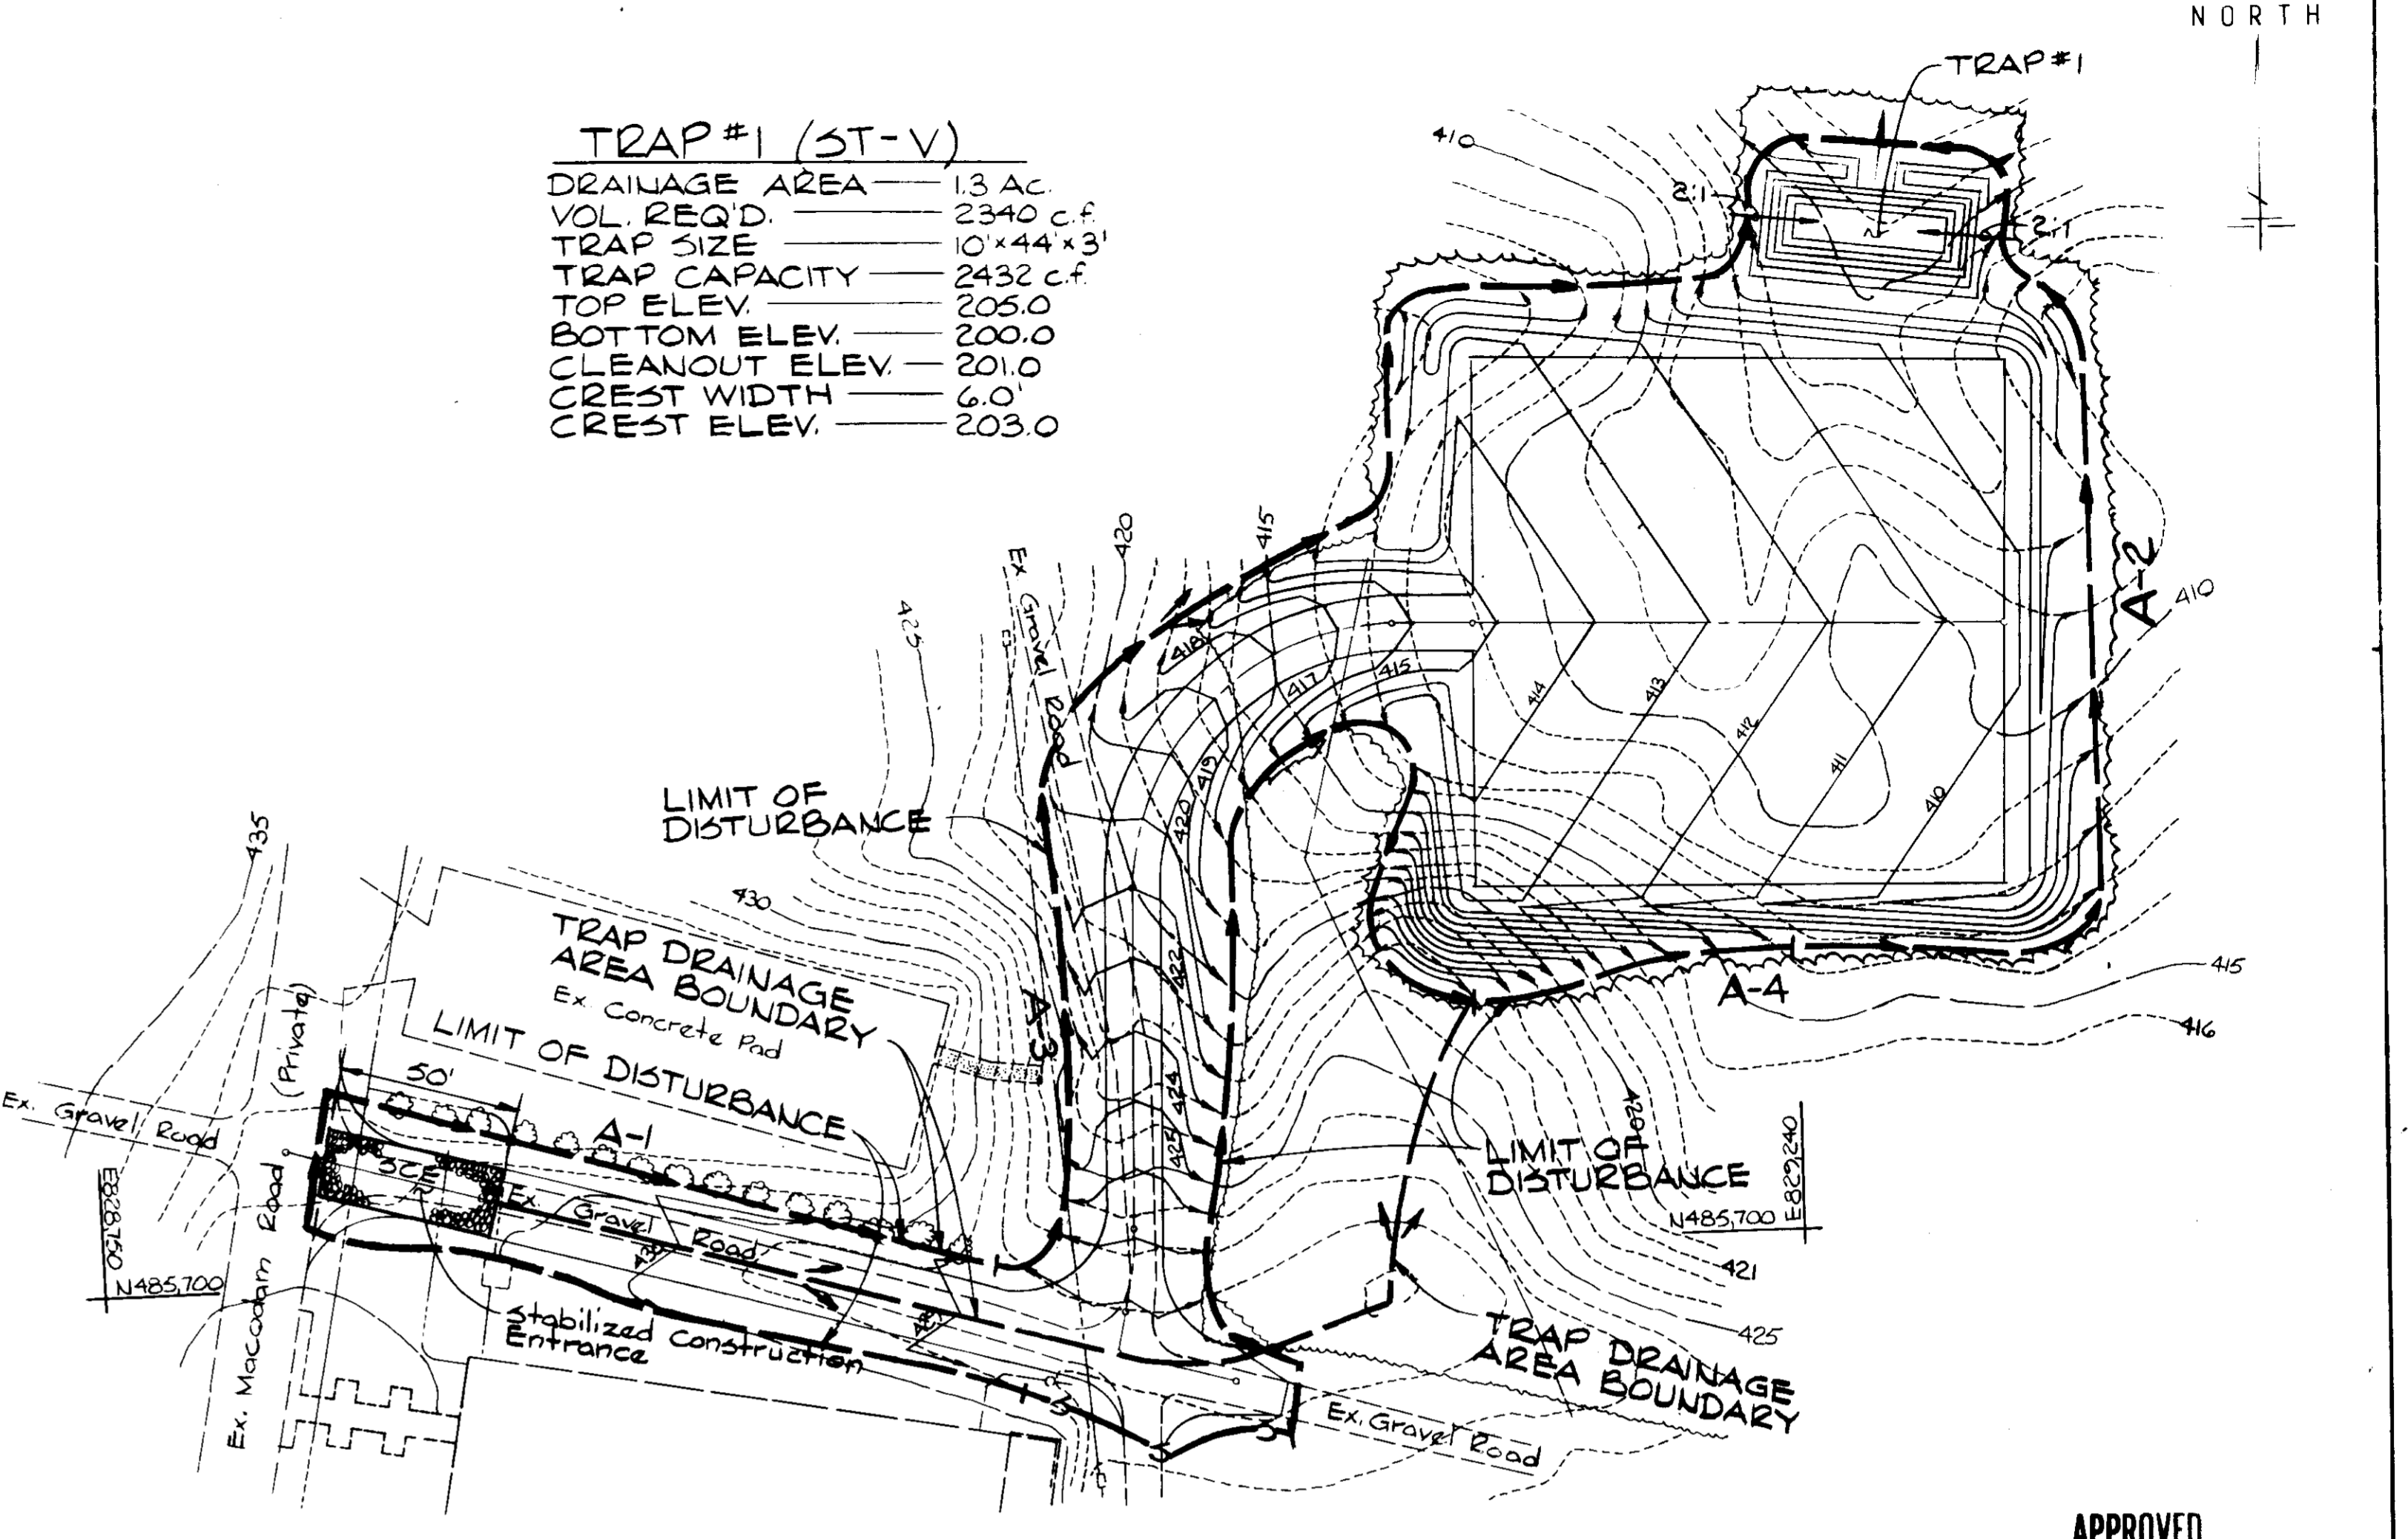 NORTH
TRAP #1
TRAP #1 (ST-V)
DRAINAGE AREA — 1.3 AC.
VOL. REQ'D. — 2340 c.f.
TRAP SIZE — 10'x44'x3'
TRAP CAPACITY — 2432 c.f.
TOP ELEV. — 205.0
BOTTOM ELEV. — 200.0
CLEANOUT ELEV. — 201.0
CREST WIDTH — 6.0'
CREST ELEV. — 203.0
410
2:1
2:1
420
415
Ex Gravel Road
425
A-2
410
418
417
415
414
413
412
411
410
419
420
LIMIT OF
DISTURBANCE
435
430
TRAP DRAINAGE
AREA BOUNDARY
Ex. Concrete Pad
LIMIT OF DISTURBANCE
422
A-3
A-4
415
416
(Private)
50'
Ex. Gravel Road
A-1
424
425
420
LIMIT OF
DISTURBANCE
E829,240
N485,700
SCE
Ex. Gravel Road
430
E828,750
N485,700
Ex. Macadam Road
421
425
Stabilized Construction
Entrance
TRAP DRAINAGE
AREA BOUNDARY
Ex. Gravel Road
APPROVED